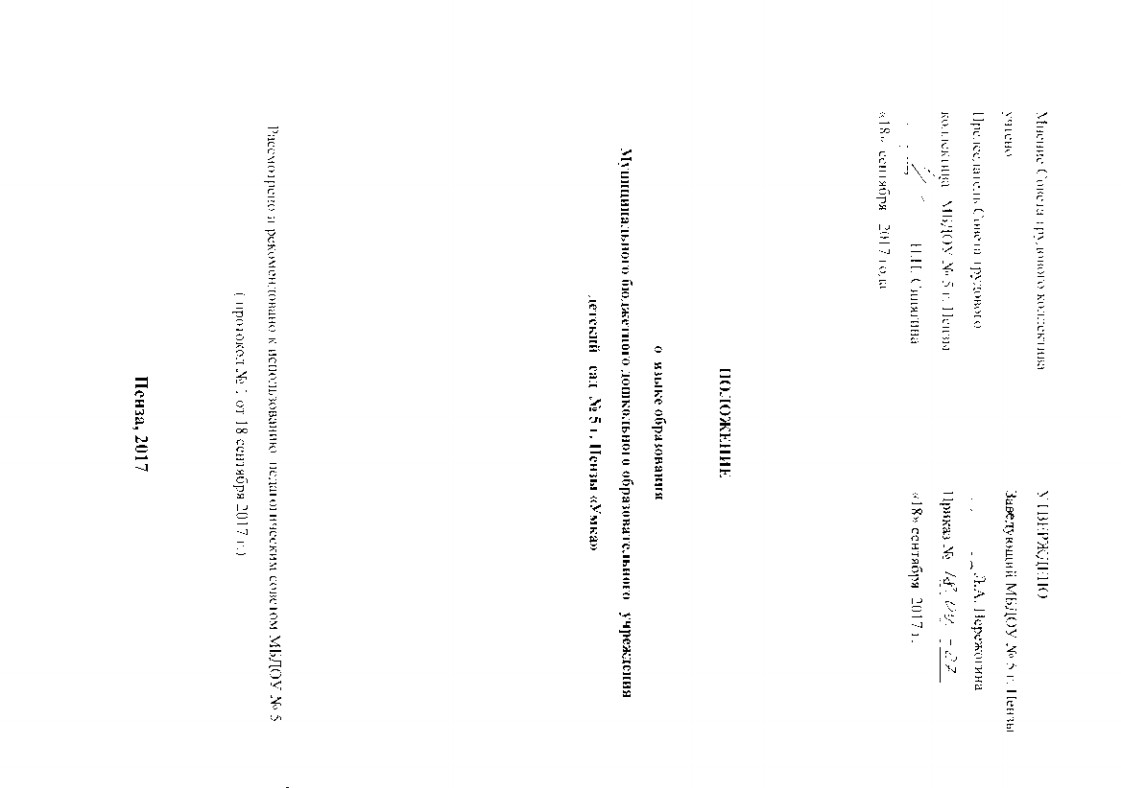 Мнение Совета трудового коллектива
учтено
Председатель Совета трудового
коллектива МБДОУ № 5 г. Пензы
Н.П. Синягина
«18» сентября 2017 года
УТВЕРЖДЕНО
Заведующий МБДОУ № 5 г. Пензы
Л.А. Вережогина
Приказ №
«18» сентября 2017 г.
ПОЛОЖЕНИЕ
о языке образования
Муниципального бюджетного дошкольного образовательного учреждения
детский сад № 5 г. Пензы «Умка»
Рассмотрено и рекомендовано к использованию педагогическим советом МБДОУ № 5
( протокол № от 18 сентября 2017 г.)
Пенза, 2017